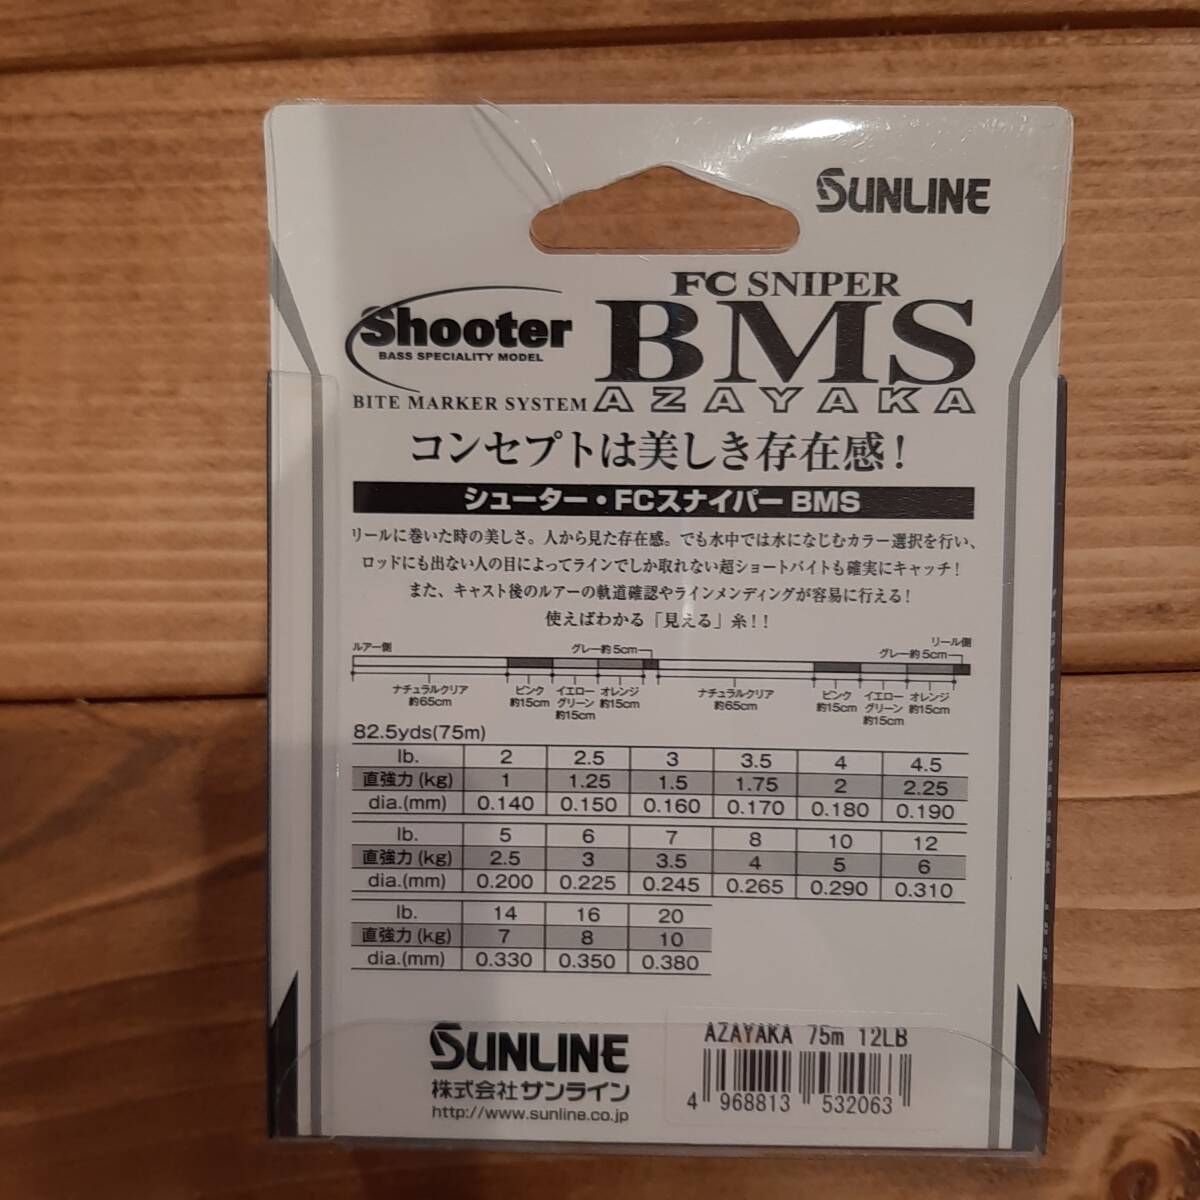 SUNLINE
FC SNIPER
Shooter
BASS SPECIALITY MODEL
BMS
BITE MARKER SYSTEM AZAYAKA
コンセプトは美しき存在感!
シューター・FCスナイパー BMS
リールに巻いた時の美しさ。人から見た存在感。でも水中では水になじむカラー選択を行い、
ロッドにも出ない人の目によってラインでしか取れない超ショートバイトも確実にキャッチ!
また、キャスト後のルアーの軌道確認やラインメンディングが容易に行える!
使えばわかる「見える」糸!!
ルアー側 グレー約5cm リール側
グレー約5cm
ナチュラルクリア 約65cm ピンク 約15cm イエローグリーン 約15cm オレンジ 約15cm ナチュラルクリア 約65cm ピンク 約15cm イエローグリーン 約15cm オレンジ 約15cm
82.5yds(75m)
lb. 2 2.5 3 3.5 4 4.5
直強力(kg) 1 1.25 1.5 1.75 2 2.25
dia.(mm) 0.140 0.150 0.160 0.170 0.180 0.190
lb. 5 6 7 8 10 12
直強力(kg) 2.5 3 3.5 4 5 6
dia.(mm) 0.200 0.225 0.245 0.265 0.290 0.310
lb. 14 16 20
直強力(kg) 7 8 10
dia.(mm) 0.330 0.350 0.380
SUNLINE
株式会社サンライン
http://www.sunline.co.jp
AZAYAKA 75m 12LB
4 968813 532063